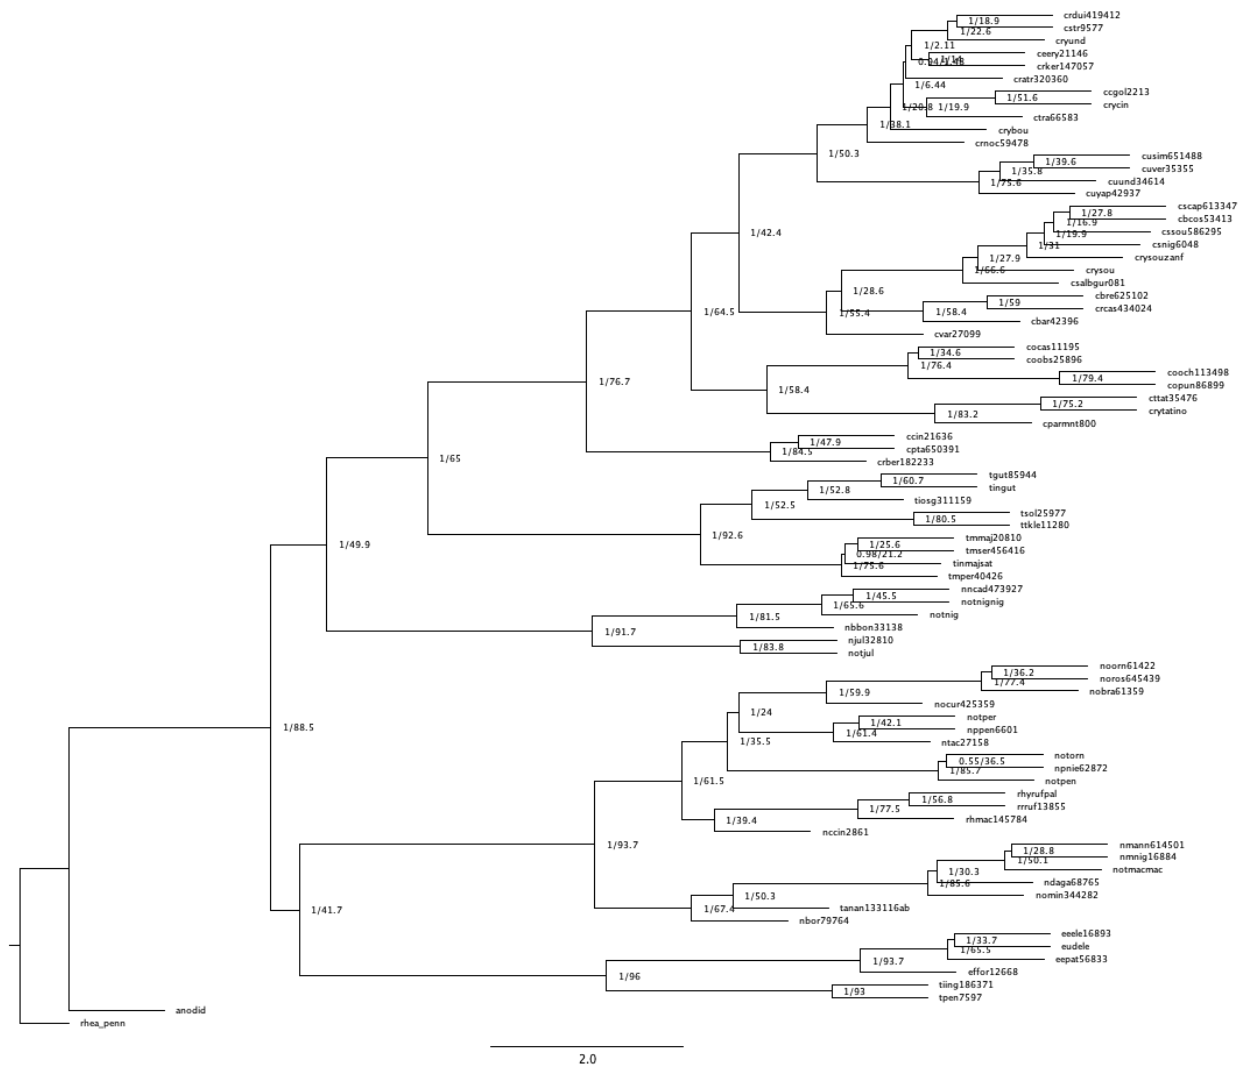 crdui419412
1/18.9
cstr9577
1/22.6
cryund
1/2.11
ceery21146
crker147057
cratr320360
1/6.44
ccgol2213
1/51.6
crycin
1/20.8
1/19.9
ctra66583
1/38.1
crybou
crnoc59478
1/50.3
cusim651488
1/39.6
cuver35355
1/35.8
cuund34614
1/75.6
cuyap42937
cscap613347
1/27.8
cbcos53413
1/16.9
cssou586295
1/19.9
1/42.4
csnig6048
1/31
crysouzanf
1/27.9
crysou
1/66.6
csalbgur081
1/28.6
cbre625102
1/59
crcas434024
1/64.5
1/55.4
1/58.4
cbar42396
cvar27099
cocas11195
1/34.6
coobs25896
1/76.4
cooch113498
1/79.4
1/76.7
copun86899
1/58.4
cttat35476
1/75.2
crytatino
1/83.2
cparmnt800
ccin21636
1/47.9
cpta650391
1/84.5
1/65
crber182233
tgut85944
1/60.7
tingut
1/52.8
tiosg311159
1/52.5
tsol25977
1/80.5
ttkle11280
1/92.6
tmmaj20810
1/25.6
1/49.9
tmser456416
0.98/21.2
tinmajsat
1/75.6
tmper40426
nncad473927
1/45.5
notnignig
1/65.6
notnig
1/81.5
nbbon33138
1/91.7
njul32810
1/83.8
notjul
noorn61422
1/36.2
noros645439
1/77.4
nobra61359
1/59.9
nocur425359
1/24
notper
1/42.1
nppen6601
1/88.5
1/61.4
1/35.5
ntac27158
notorn
0.55/36.5
npnie62872
1/85.7
1/61.5
notpen
rhyrufpal
1/56.8
rrruf13855
1/77.5
rhmac145784
1/39.4
nccin2861
1/93.7
nmann614501
1/28.8
nmnig16884
1/50.1
notmacmac
1/30.3
ndaga68765
1/85.6
nomin344282
1/50.3
1/41.7
1/67.4
tanan133116ab
nbor79764
eeele16893
1/33.7
eudele
1/65.5
eepat56833
1/93.7
effor12668
1/96
tiing186371
1/93
tpen7597
anodid
rhea_penn
2.0